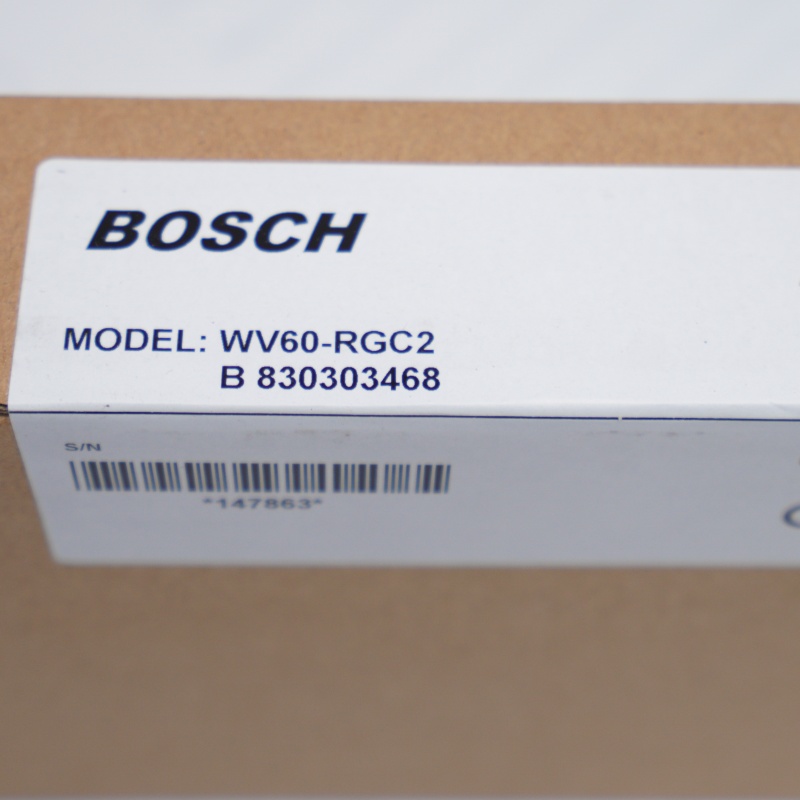 BOSCH
MODEL: WV60-RGC2
B 830303468
S/N
*147863*